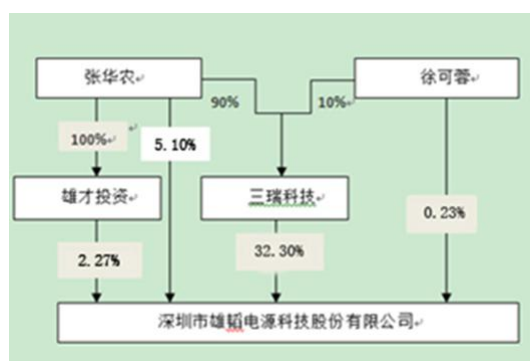 张华农
徐可蓉
90%
10%
100%
5.10%
雄才投资
三瑞科技
0.23%
2.27%
32.30%
深圳市雄韬电源科技股份有限公司